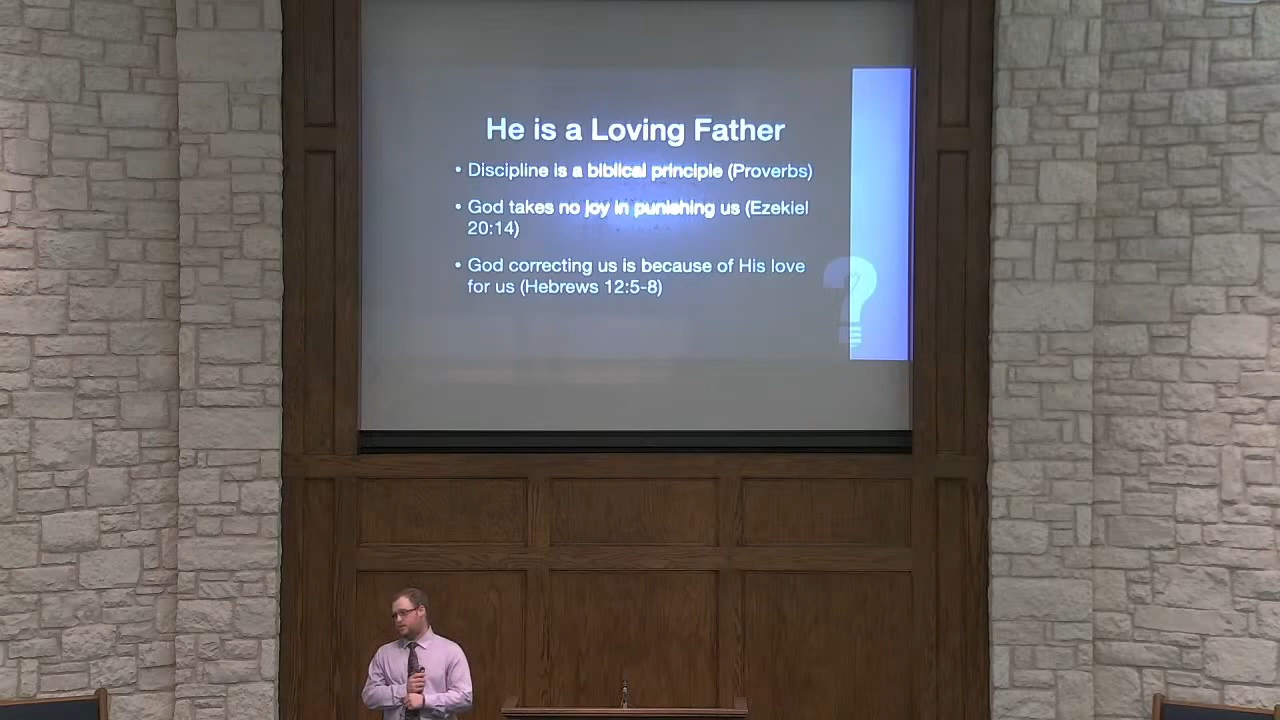 He is a Loving Father
• Discipline is a biblical principle (Proverbs)
• God takes no joy in punishing us (Ezekiel
20:14)
• God correcting us is because of His love
for us (Hebrews 12:5-8)